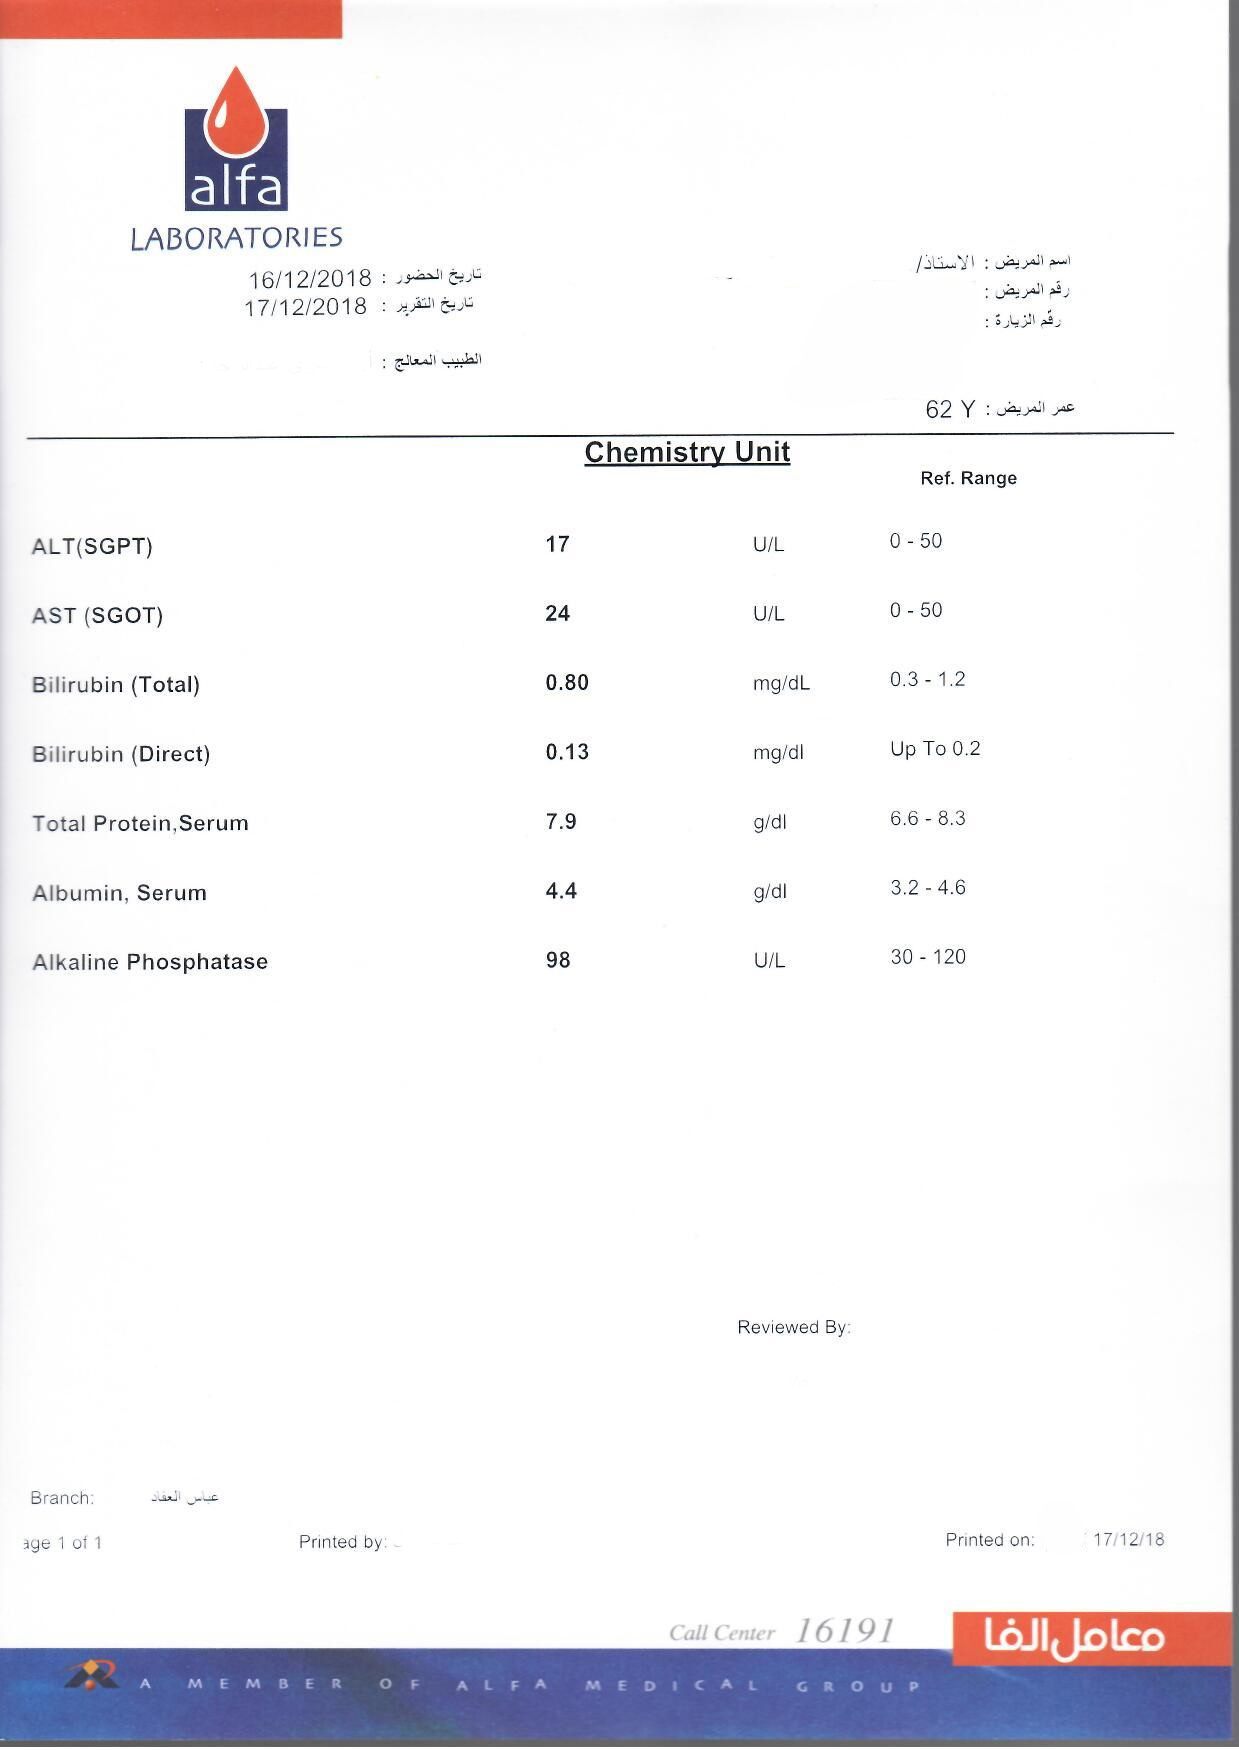 alfa
LABORATORIES
تاريخ الحضور : 16/12/2018
تاريخ التقرير : 17/12/2018
الطبيب المعالج :
اسم المريض : الاستاذ/
رقم المريض :
رقم الزيارة :
عمر المريض : 62 Y
Chemistry Unit
Ref. Range
ALT(SGPT) 17 U/L 0 - 50
AST (SGOT) 24 U/L 0 - 50
Bilirubin (Total) 0.80 mg/dL 0.3 - 1.2
Bilirubin (Direct) 0.13 mg/dl Up To 0.2
Total Protein,Serum 7.9 g/dl 6.6 - 8.3
Albumin, Serum 4.4 g/dl 3.2 - 4.6
Alkaline Phosphatase 98 U/L 30 - 120
Reviewed By:
Branch: عباس العقاد
age 1 of 1 Printed by: Printed on: 17/12/18
Call Center 16191
معامل الفا
A MEMBER OF ALFA MEDICAL GROUP